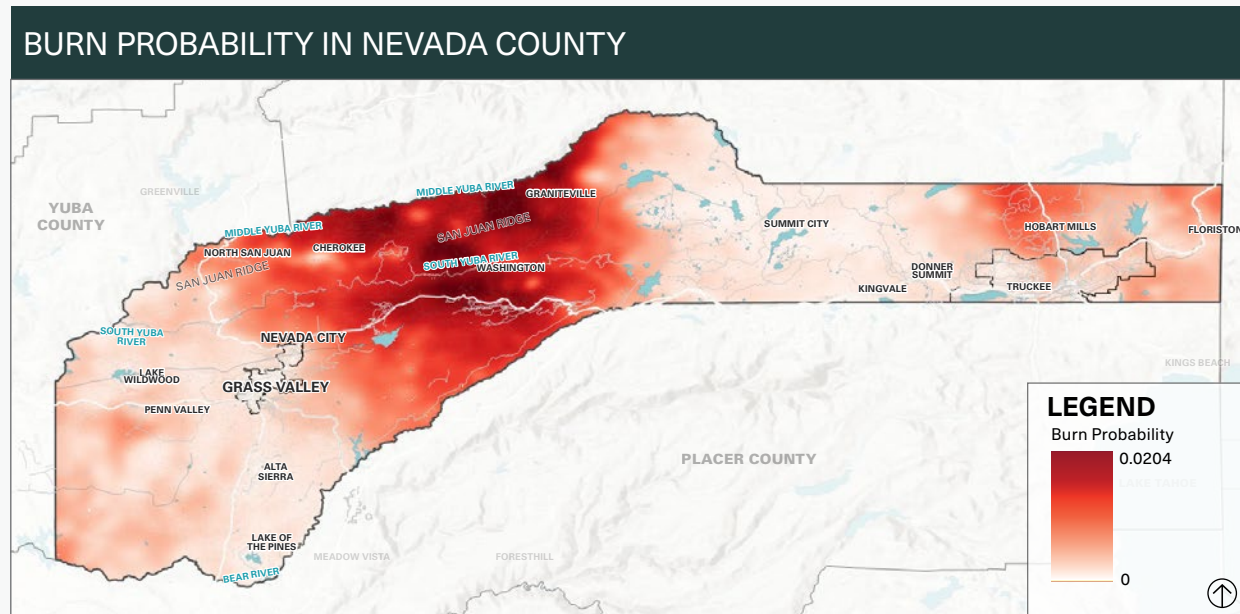 BURN PROBABILITY IN NEVADA COUNTY
GREENVILLE
YUBA
COUNTY
MIDDLE YUBA RIVER
GRANITEVILLE
MIDDLE YUBA RIVER
SAN JUAN RIDGE
SUMMIT CITY
HOBART MILLS
FLORISTON
NORTH SAN JUAN
CHEROKEE
SAN JUAN RIDGE
SOUTH YUBA RIVER
WASHINGTON
DONNER
SUMMIT
KINGVALE
TRUCKEE
SOUTH YUBA
RIVER
NEVADA CITY
LAKE
WILDWOOD
GRASS VALLEY
PENN VALLEY
KINGS BEACH
ALTA
SIERRA
PLACER COUNTY
LAKE OF
THE PINES
MEADOW VISTA
FORESTHILL
BEAR RIVER
LEGEND
Burn Probability
0.0204
LAKE TAHOE
0